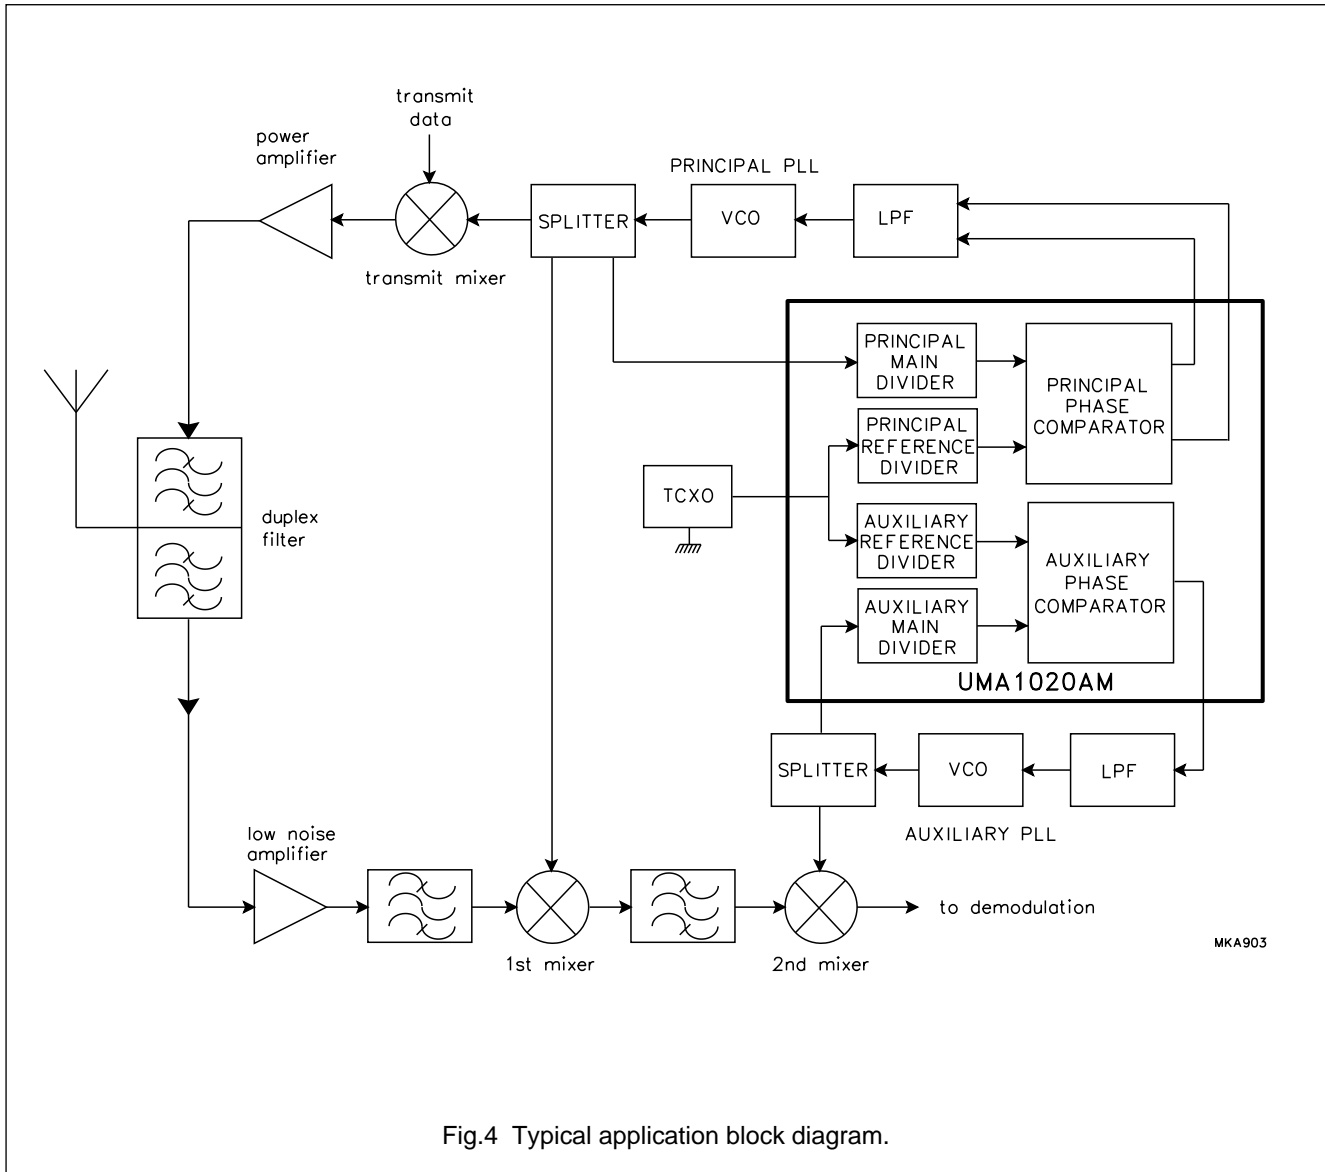 transmit
data
power
amplifier
PRINCIPAL PLL
SPLITTER
VCO
LPF
transmit mixer
PRINCIPAL
MAIN
DIVIDER
PRINCIPAL
PHASE
COMPARATOR
PRINCIPAL
REFERENCE
DIVIDER
TCXO
duplex
filter
AUXILIARY
REFERENCE
DIVIDER
AUXILIARY
PHASE
COMPARATOR
AUXILIARY
MAIN
DIVIDER
UMA1020AM
SPLITTER
VCO
LPF
AUXILIARY PLL
low noise
amplifier
to demodulation
1st mixer
2nd mixer
MKA903
Fig.4 Typical application block diagram.